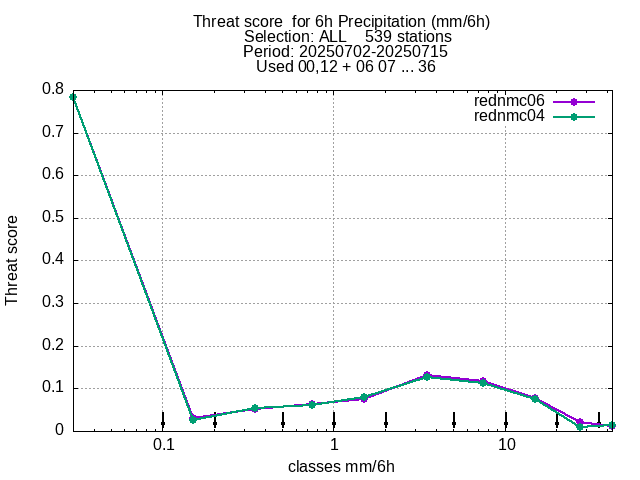 Threat score  for 6h Precipitation (mm/6h)
Selection: ALL    539 stations
Period: 20250702-20250715
Used 00,12 + 06 07 ... 36
rednmc06
rednmc04
0.8
0.7
0.6
0.5
0.4
0.3
0.2
0.1
0
Threat score
0.1 1 10
classes mm/6h